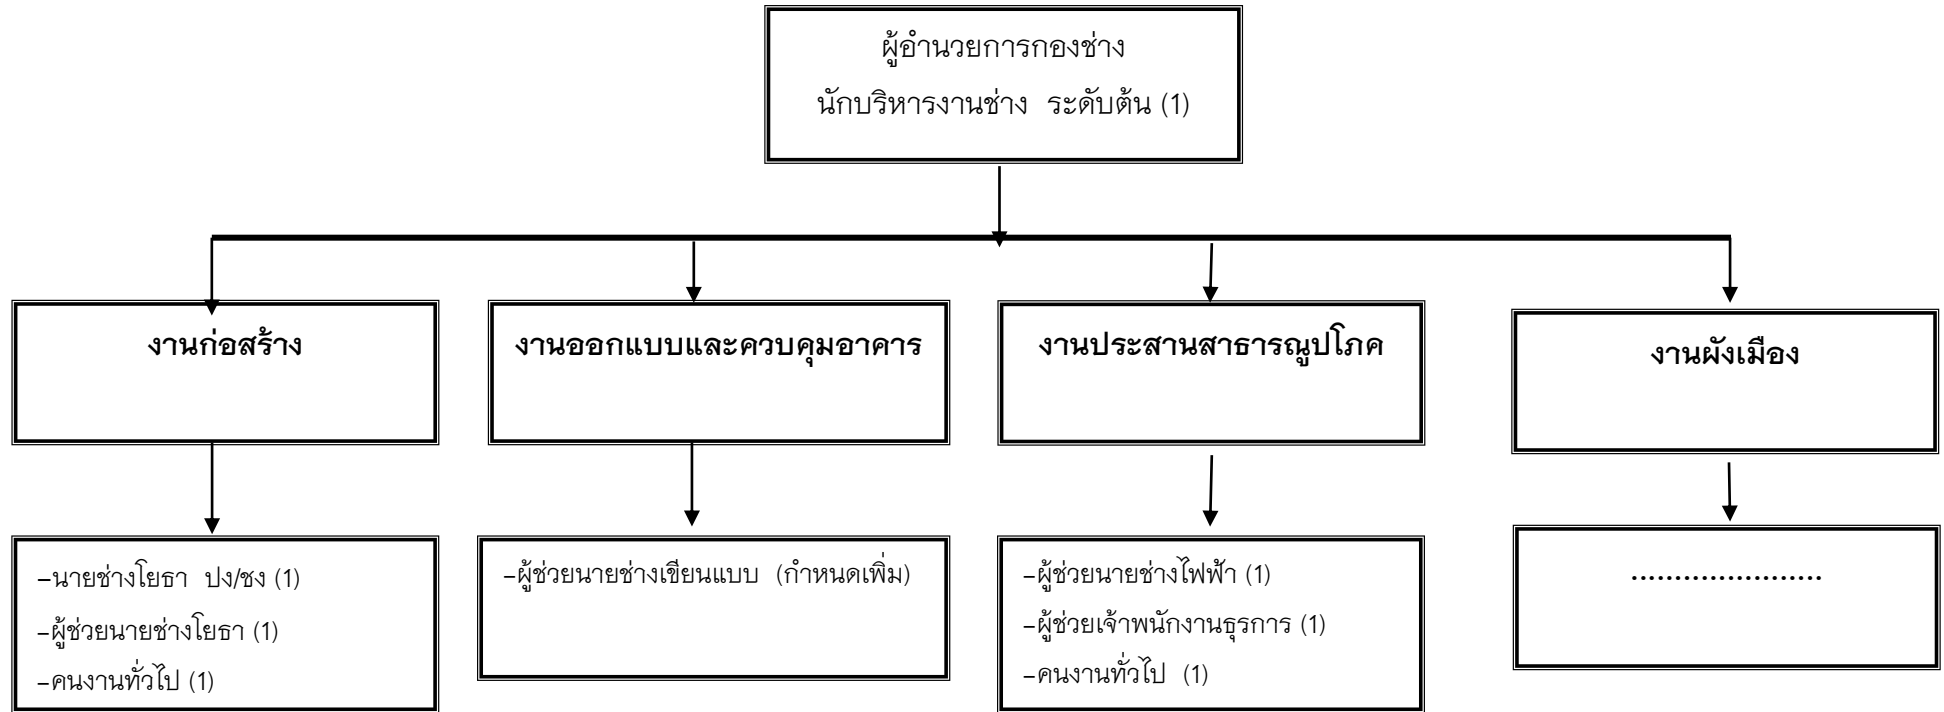 ผู้อำนวยการกองช่าง
นักบริหารงานช่าง ระดับต้น (1)
งานก่อสร้าง
งานออกแบบและควบคุมอาคาร
งานประสานสาธารณูปโภค
งานผังเมือง
-นายช่างโยธา ปง/ชง (1)
-ผู้ช่วยนายช่างโยธา (1)
-คนงานทั่วไป (1)
-ผู้ช่วยนายช่างเขียนแบบ (กำหนดเพิ่ม)
-ผู้ช่วยนายช่างไฟฟ้า (1)
-ผู้ช่วยเจ้าพนักงานธุรการ (1)
-คนงานทั่วไป (1)
......................